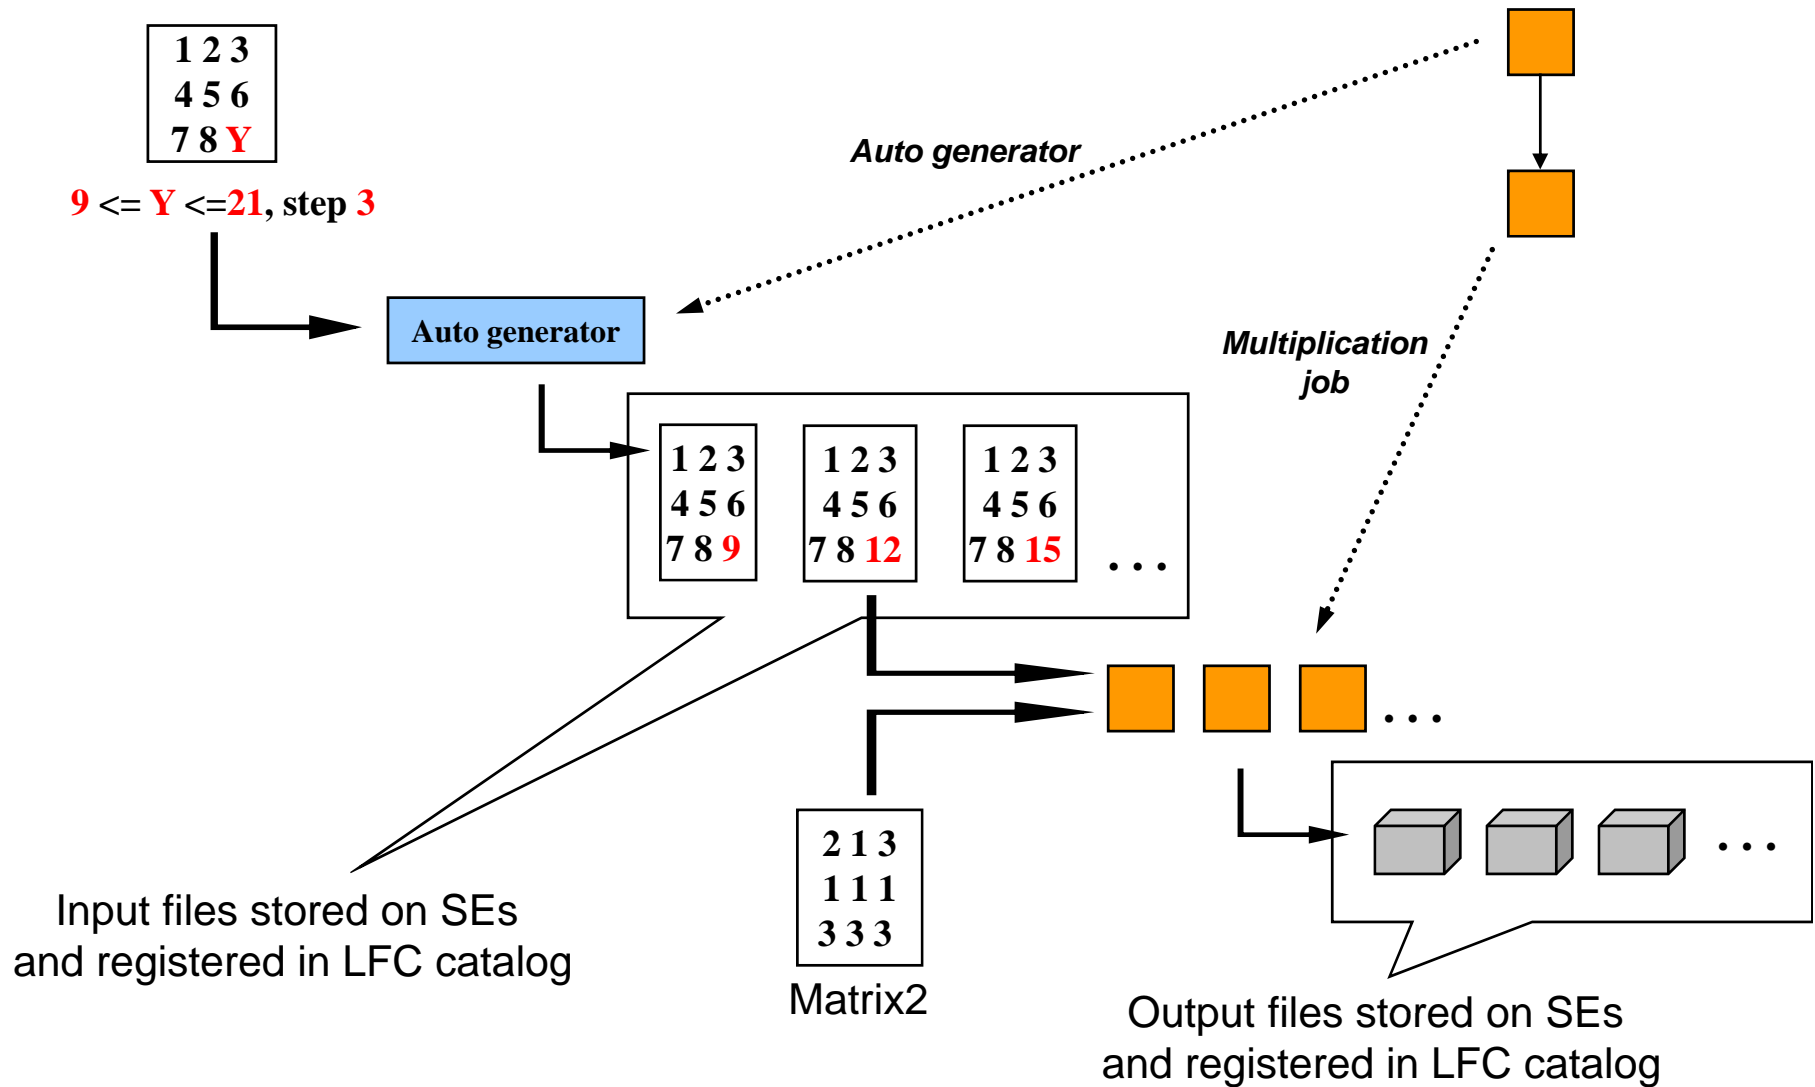 1 2 3
4 5 6
7 8 Y
9 <= Y <=21, step 3
Auto generator
Auto generator
Multiplication
job
1 2 3
4 5 6
7 8 9
1 2 3
4 5 6
7 8 12
1 2 3
4 5 6
7 8 15
...
...
2 1 3
1 1 1
3 3 3
Matrix2
...
Input files stored on SEs
and registered in LFC catalog
Output files stored on SEs
and registered in LFC catalog